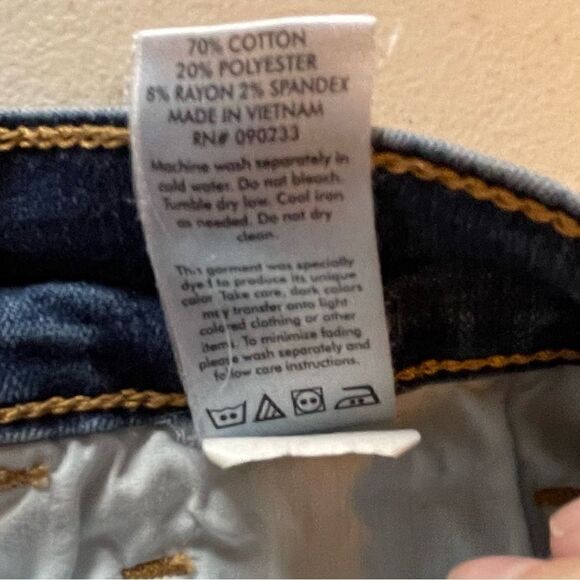 70% COTTON
20% POLYESTER
8% RAYON 2% SPANDEX
MADE IN VIETNAM
RN# 090233
Machine wash separately in
cold water. Do not bleach.
Tumble dry low. Cool iron
as needed. Do not dry
clean.
This garment was specially
dyed to produce its unique
color. Take care, dark colors
may transfer onto light
colored clothing or other
items. To minimize fading
please wash separately and
follow care instructions.